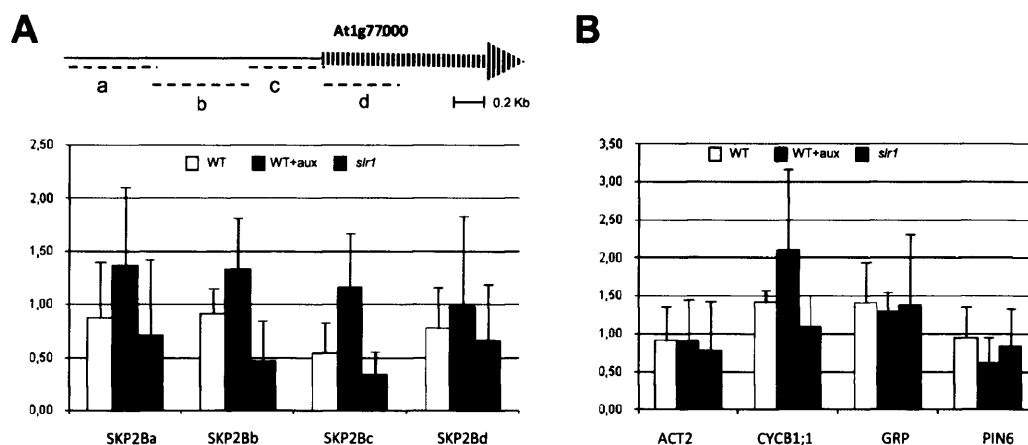 A
At1g77000
a
c
b
d
0.2 Kb
2,50
2,00
1,50
1,00
0,50
0,00
WT
WT+aux
slr1
SKP2Ba
SKP2Bb
SKP2Bc
SKP2Bd
B
3,50
3,00
2,50
2,00
1,50
1,00
0,50
0,00
WT
WT+aux
slr1
ACT2
CYCB1;1
GRP
PIN6